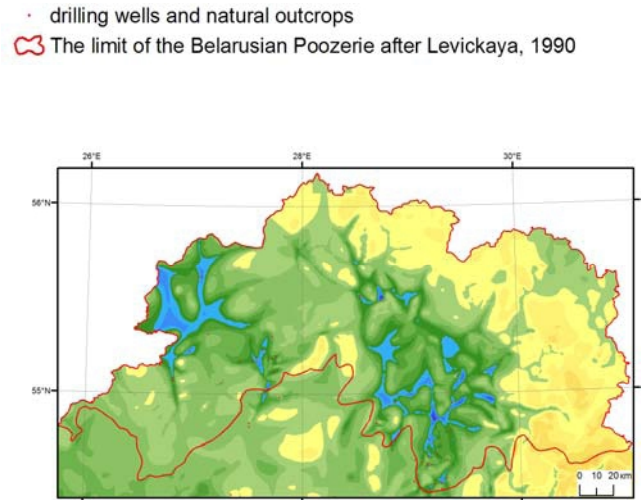 drilling wells and natural outcrops
The limit of the Belarusian Poozerie after Levickaya, 1990
26°E 28°E 30°E
56°N
55°N
0 10 20 km